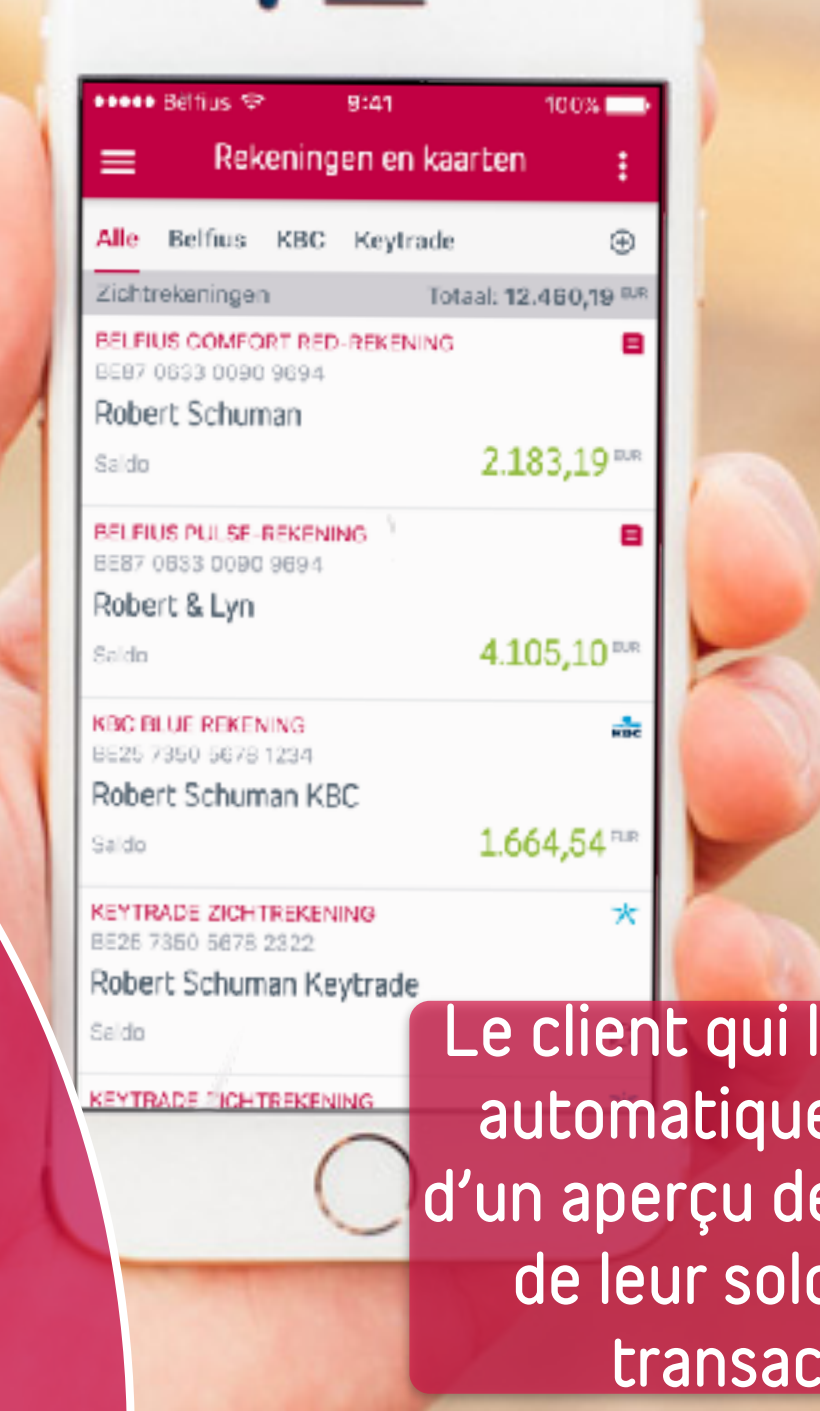 Belfius 9:41 100%
Rekeningen en kaarten
Alle Belfius KBC Keytrade
Zichtrekeningen Totaal: 12.460,19 EUR
BELFIUS COMFORT RED-REKENING
BE87 0633 0090 9694
Robert Schuman
Saldo 2.183,19 EUR
BELFIUS PULSE-REKENING
BE87 0633 0090 9694
Robert & Lyn
Saldo 4.105,10 EUR
KBC BLUE REKENING KBC
BE25 7350 5678 1234
Robert Schuman KBC
Saldo 1.664,54 EUR
KEYTRADE ZICHTREKENING
BE25 7350 5678 2322
Robert Schuman Keytrade
Saldo
KEYTRADE ZICHTREKENING
Le client qui l
automatique
d’un aperçu de
de leur sold
transac